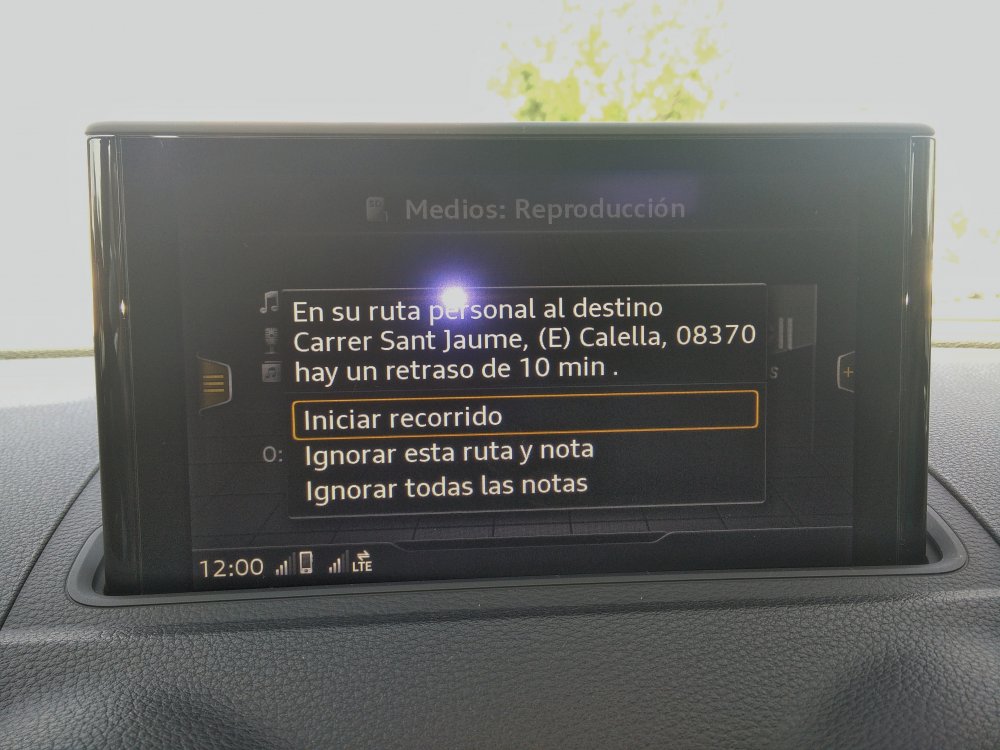 Medios: Reproducción
En su ruta personal al destino
Carrer Sant Jaume, (E) Calella, 08370
hay un retraso de 10 min .
s
Iniciar recorrido
O: Ignorar esta ruta y nota
Ignorar todas las notas
12:00 LTE